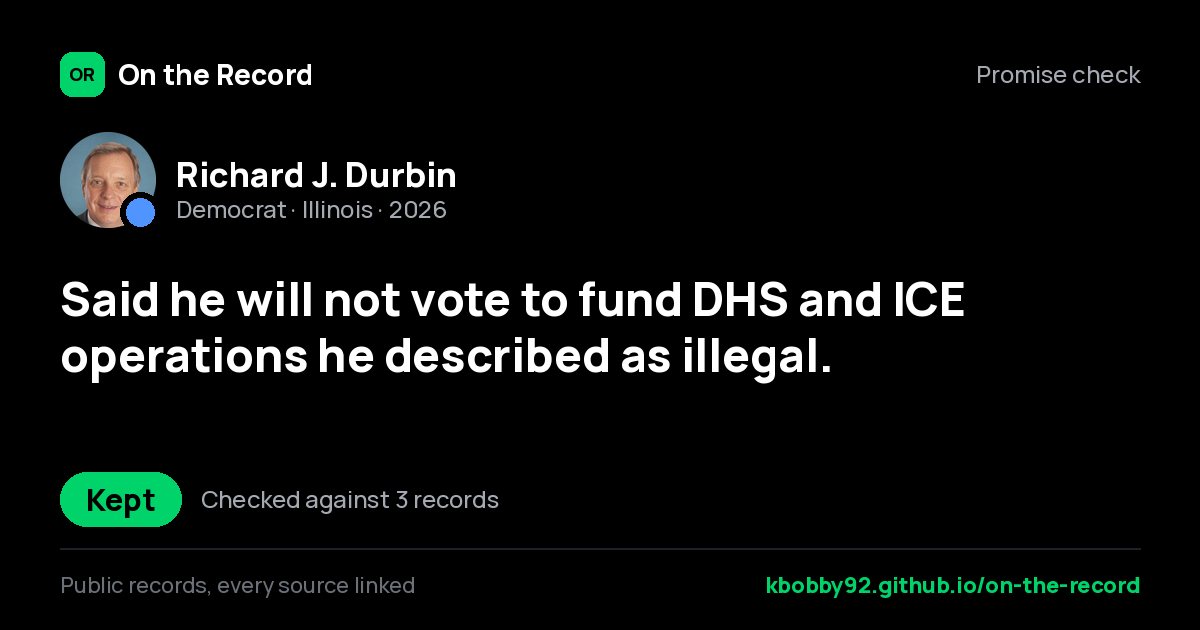 OR On the Record
Promise check
Richard J. Durbin
Democrat · Illinois · 2026
Said he will not vote to fund DHS and ICE
operations he described as illegal.
Kept Checked against 3 records
Public records, every source linked
kbobby92.github.io/on-the-record